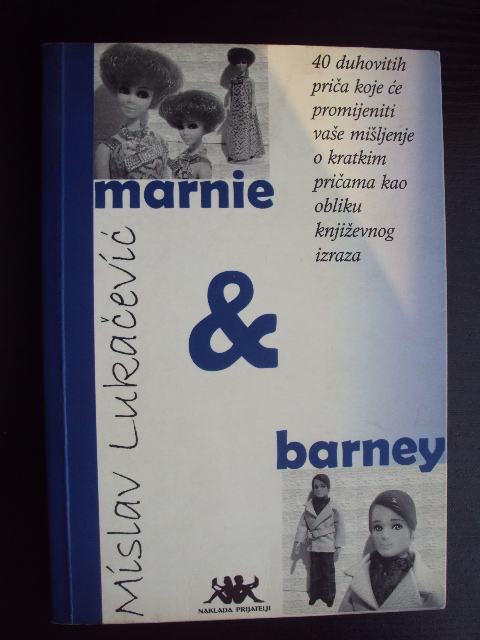 40 duhovitih
priča koje će
promijeniti
vaše mišljenje
o kratkim
pričama kao
obliku
književnog
izraza
marnie
&
barney
Mislav Lukačević
NAKLADA PRIJATELJI